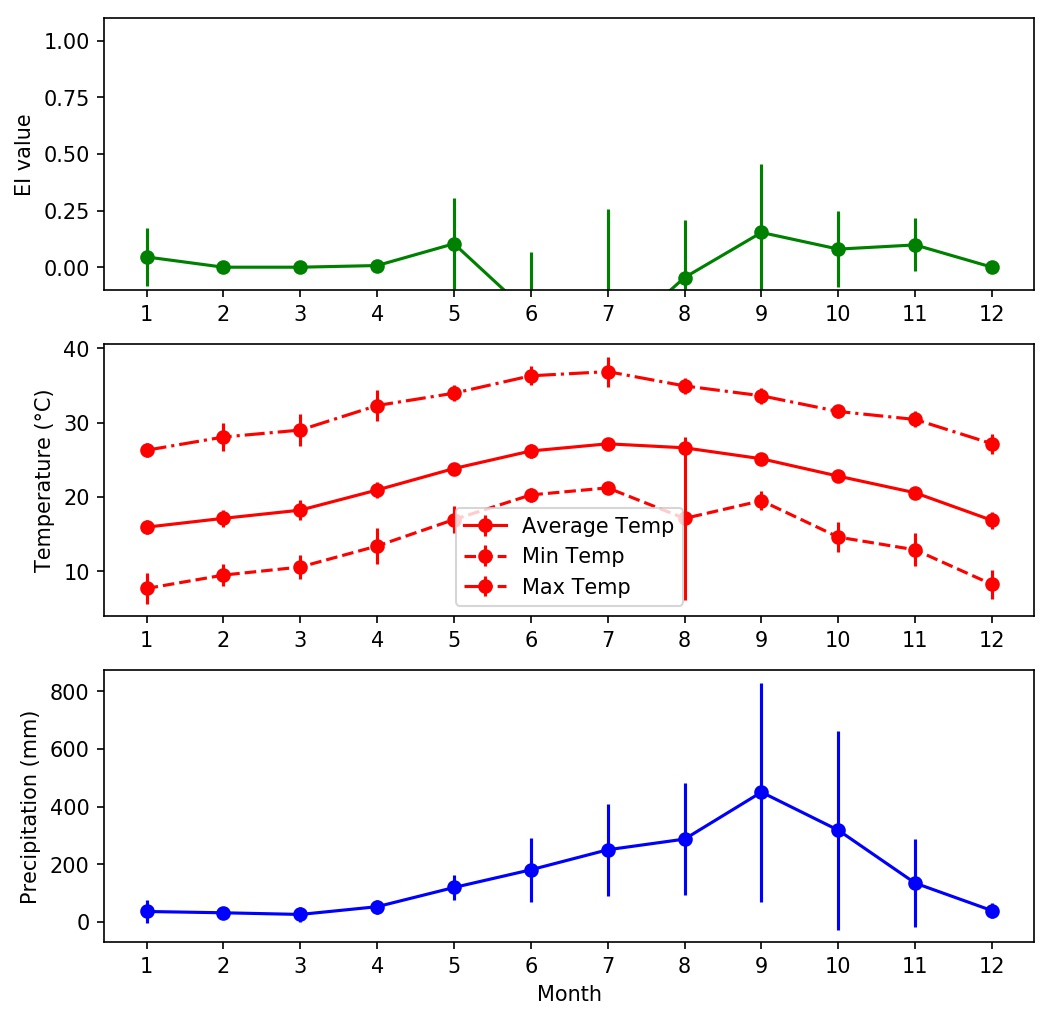 EI value
1.00
0.75
0.50
0.25
0.00
1 2 3 4 5 6 7 8 9 10 11 12
Temperature (°C)
40
30
20
10
Average Temp
Min Temp
Max Temp
1 2 3 4 5 6 7 8 9 10 11 12
Precipitation (mm)
800
600
400
200
0
1 2 3 4 5 6 7 8 9 10 11 12
Month